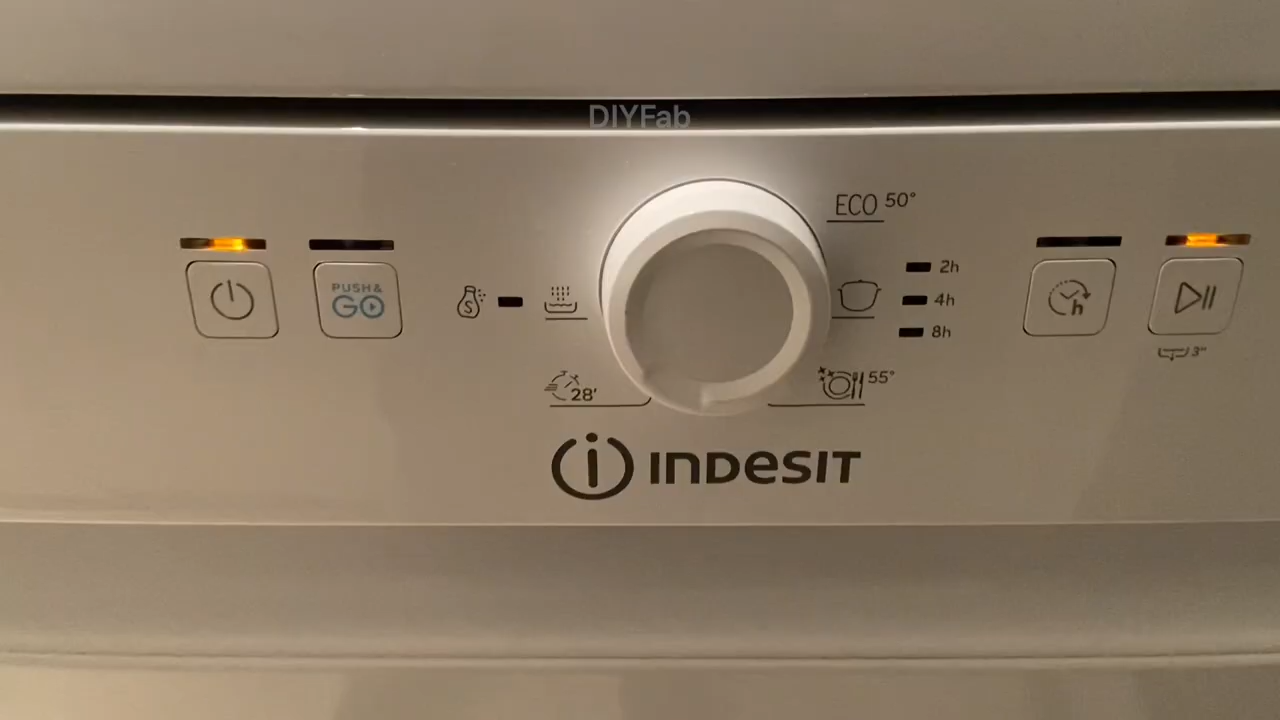 DIYFab
ECO 50°
PUSH&
GO
S
2h
4h
8h
h
3"
28'
55°
i INDESIT